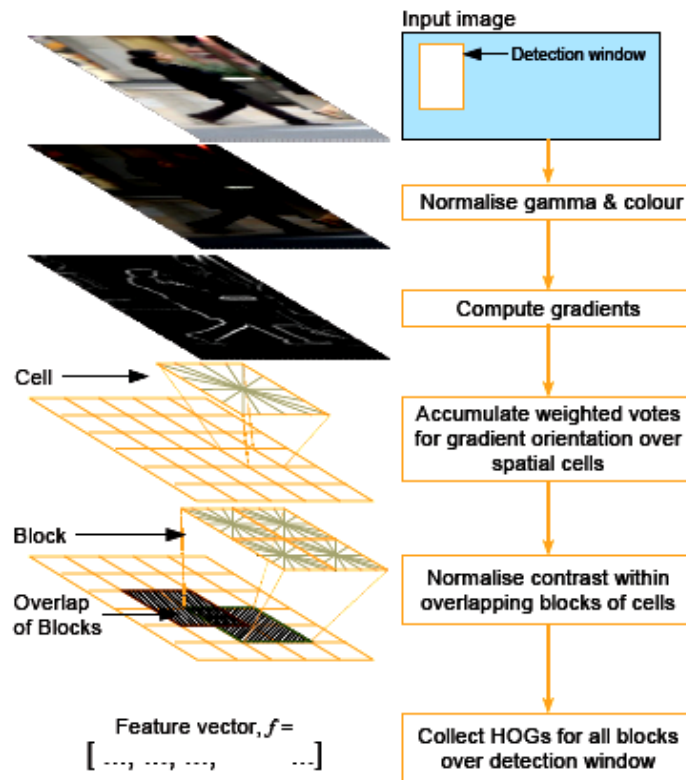 Input image
Detection window
Normalise gamma & colour
Compute gradients
Cell
Accumulate weighted votes
for gradient orientation over
spatial cells
Block
Normalise contrast within
overlapping blocks of cells
Overlap
of Blocks
Feature vector, f =
[ ..., ..., ..., ...]
Collect HOGs for all blocks
over detection window